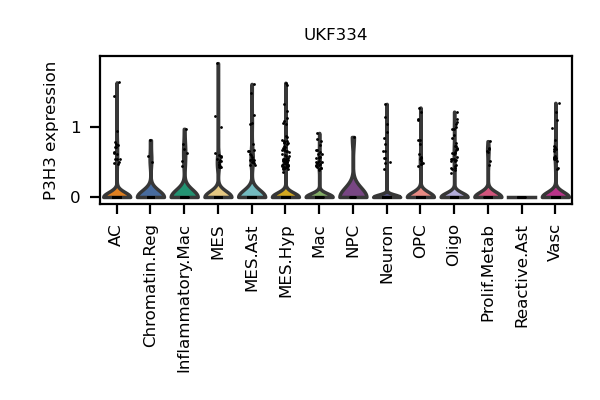 UKF334
P3H3 expression
1
0
AC
Chromatin.Reg
Inflammatory.Mac
MES
MES.Ast
MES.Hyp
Mac
NPC
Neuron
OPC
Oligo
Prolif.Metab
Reactive.Ast
Vasc